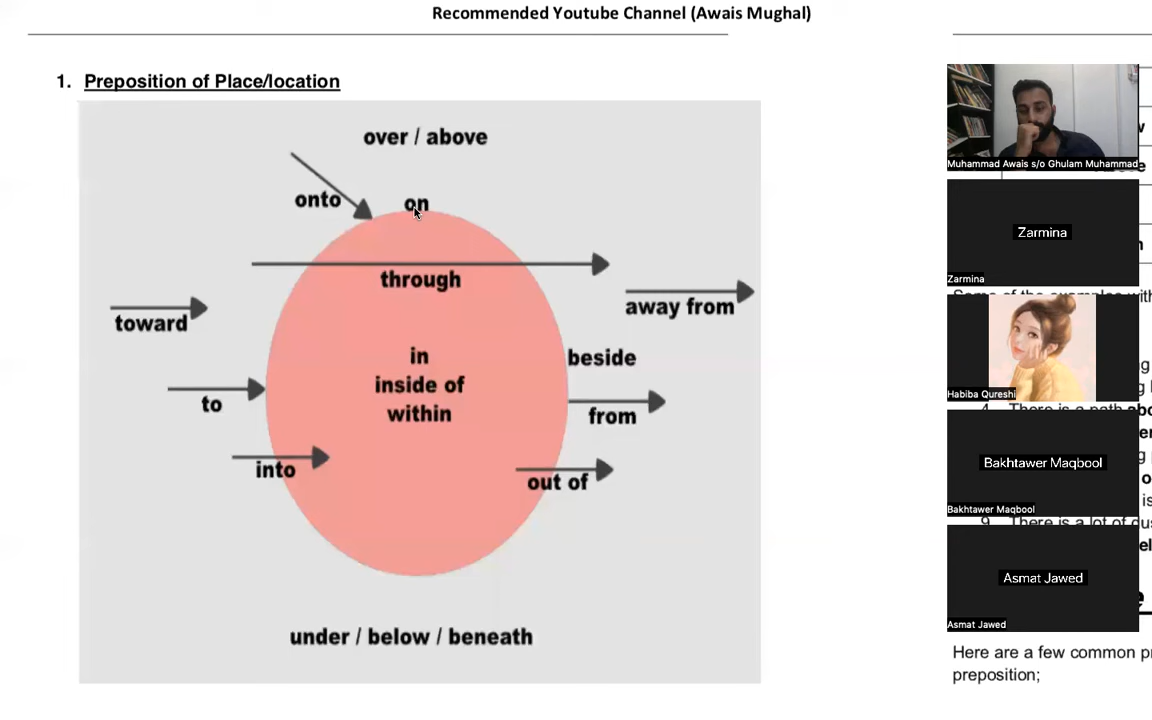 Recommended Youtube Channel (Awais Mughal)
1. Preposition of Place/location
over / above
onto
on
through
away from
toward
in
beside
inside of
to
within
from
into
out of
under / below / beneath
Muhammad Awais s/o Ghulam Muhammad
Zarmina
Zarmina
Habiba Qureshi
Bakhtawer Maqbool
Bakhtawer Maqbool
Asmat Jawed
Asmat Jawed
Here are a few common
preposition;